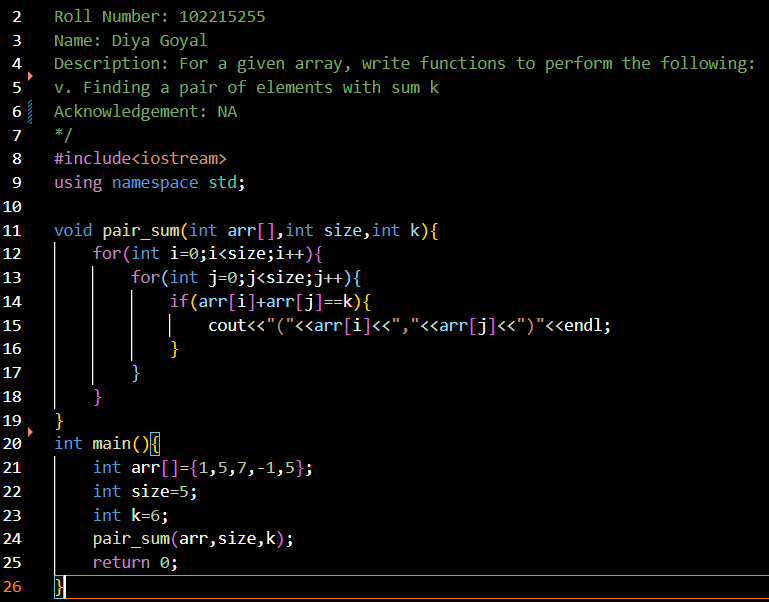 2 Roll Number: 102215255
3 Name: Diya Goyal
4 Description: For a given array, write functions to perform the following:
5 v. Finding a pair of elements with sum k
6 Acknowledgement: NA
7 */
8 #include<iostream>
9 using namespace std;
10
11 void pair_sum(int arr[],int size,int k){
12     for(int i=0;i<size;i++){
13         for(int j=0;j<size;j++){
14             if(arr[i]+arr[j]==k){
15                 cout<<"("<<arr[i]<<","<<arr[j]<<")"<<endl;
16             }
17         }
18     }
19 }
20 int main(){
21     int arr[]={1,5,7,-1,5};
22     int size=5;
23     int k=6;
24     pair_sum(arr,size,k);
25     return 0;
26 }